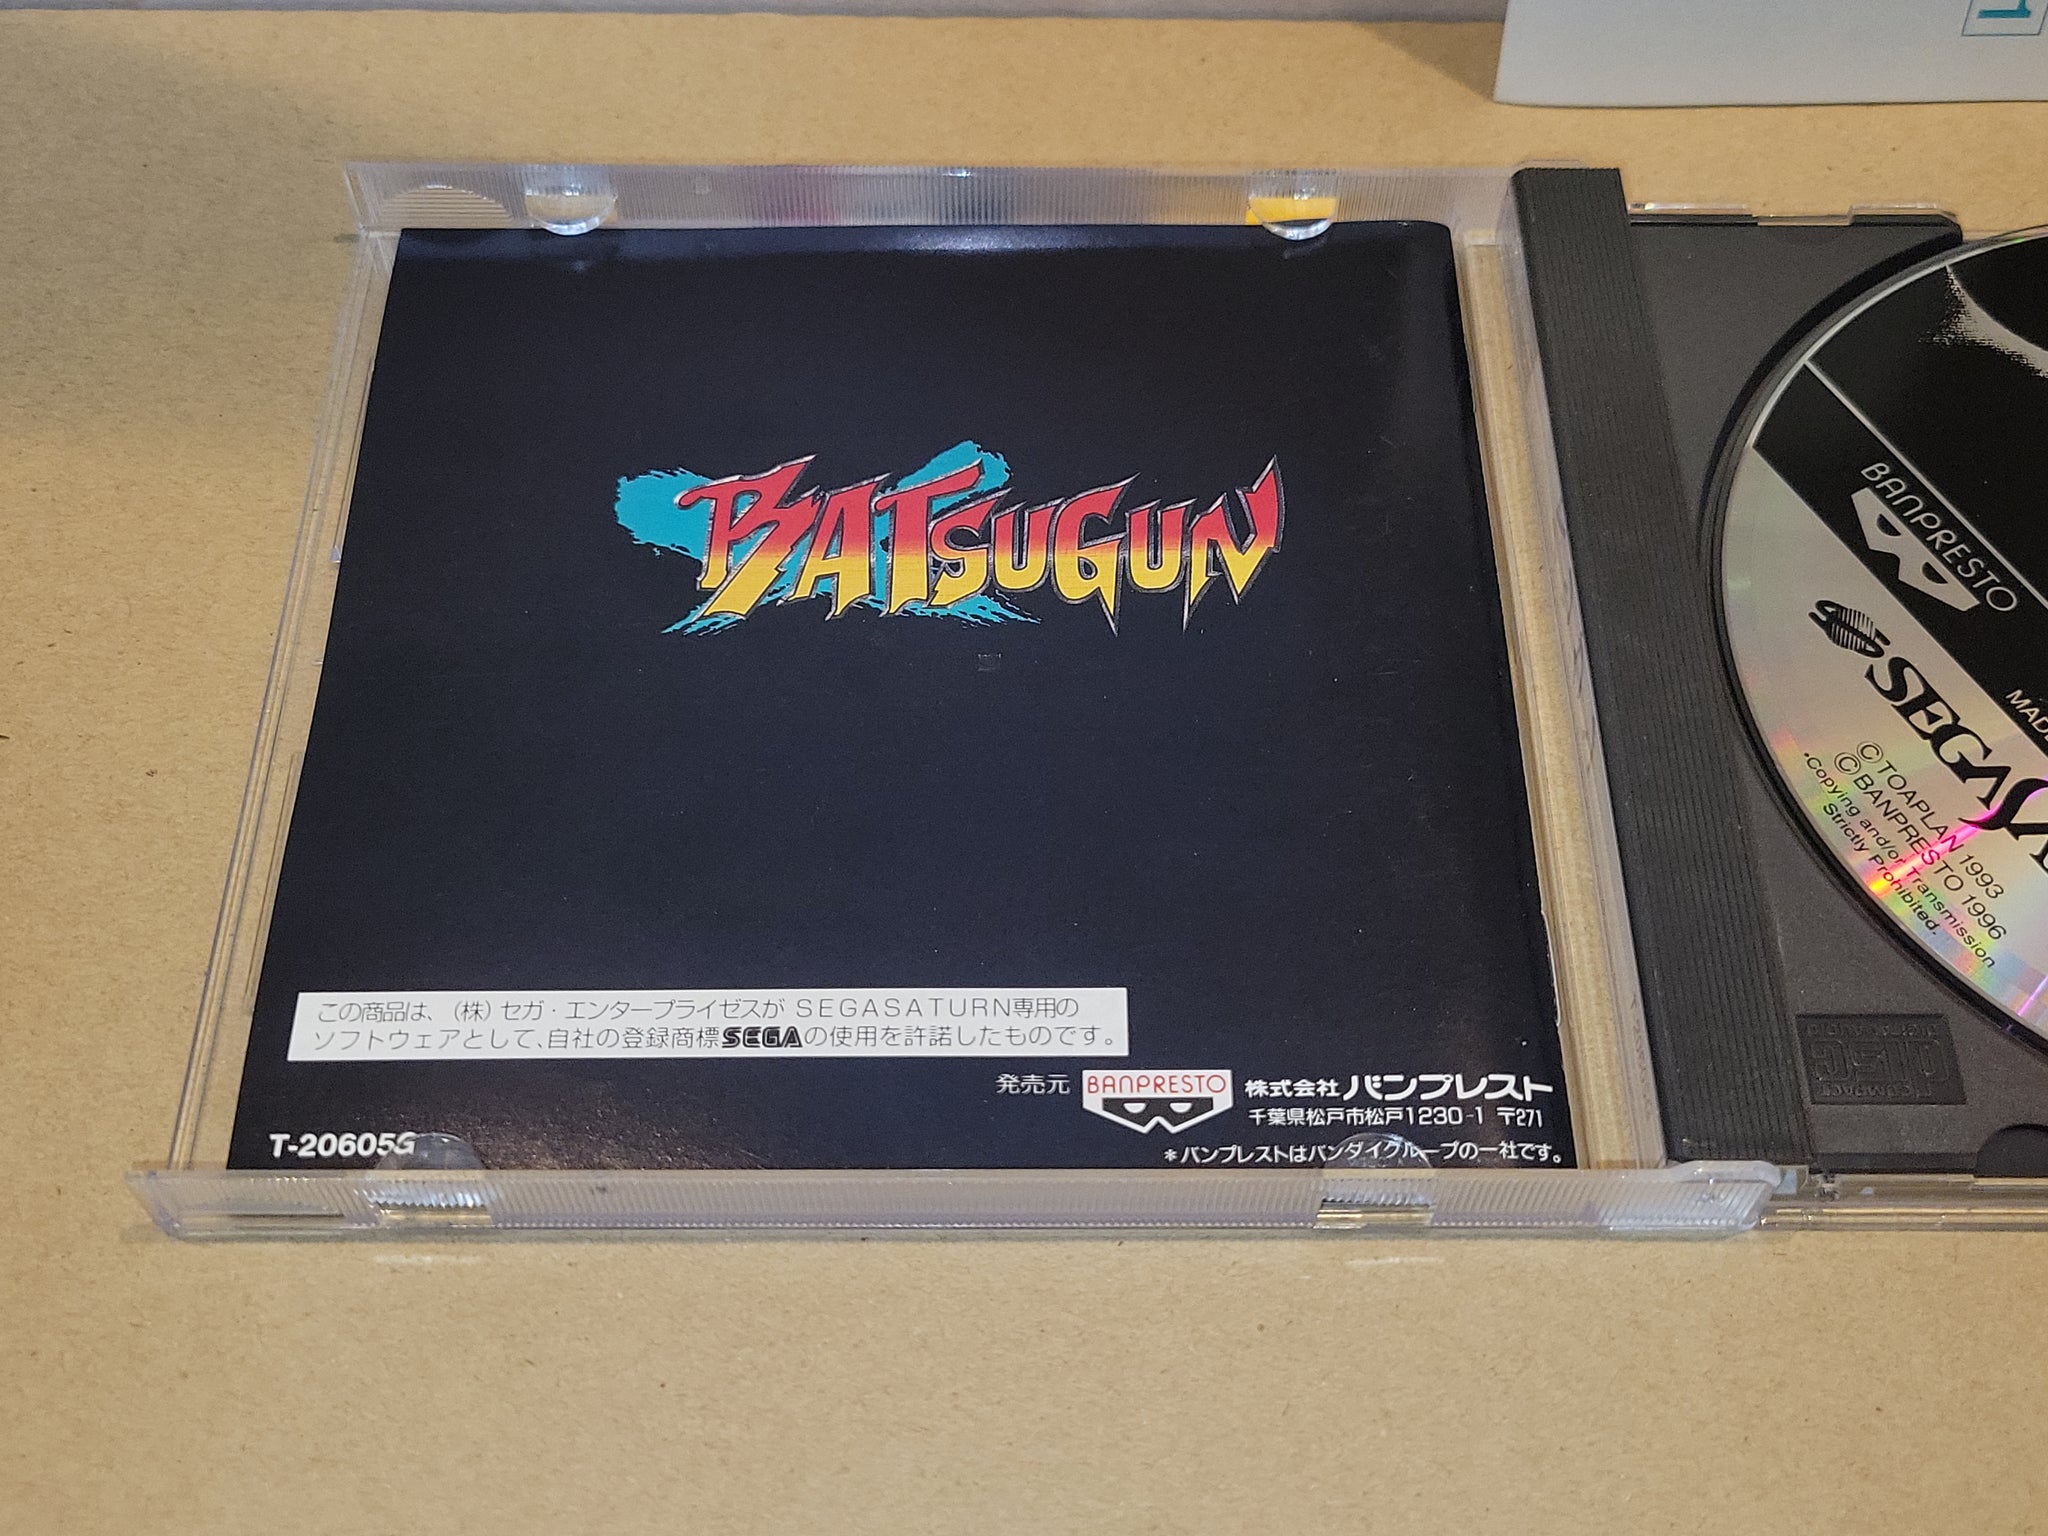 BATSUGUN
この商品は、(株)セガ・エンタープライゼスがSEGASATURN専用の
ソフトウェアとして、自社の登録商標SEGAの使用を許諾したものです。
発売元 BANPRESTO 株式会社 バンプレスト
千葉県松戸市松戸1230-1 〒271
T-20605G
＊バンプレストはバンダイグループの一社です。
BANPRESTO
MADE
SEGA SA
© TOAPLAN 1993
© BANPRESTO 1996
・Copying and/or Transmission
Strictly Prohibited.
COMPACT
DISC
1